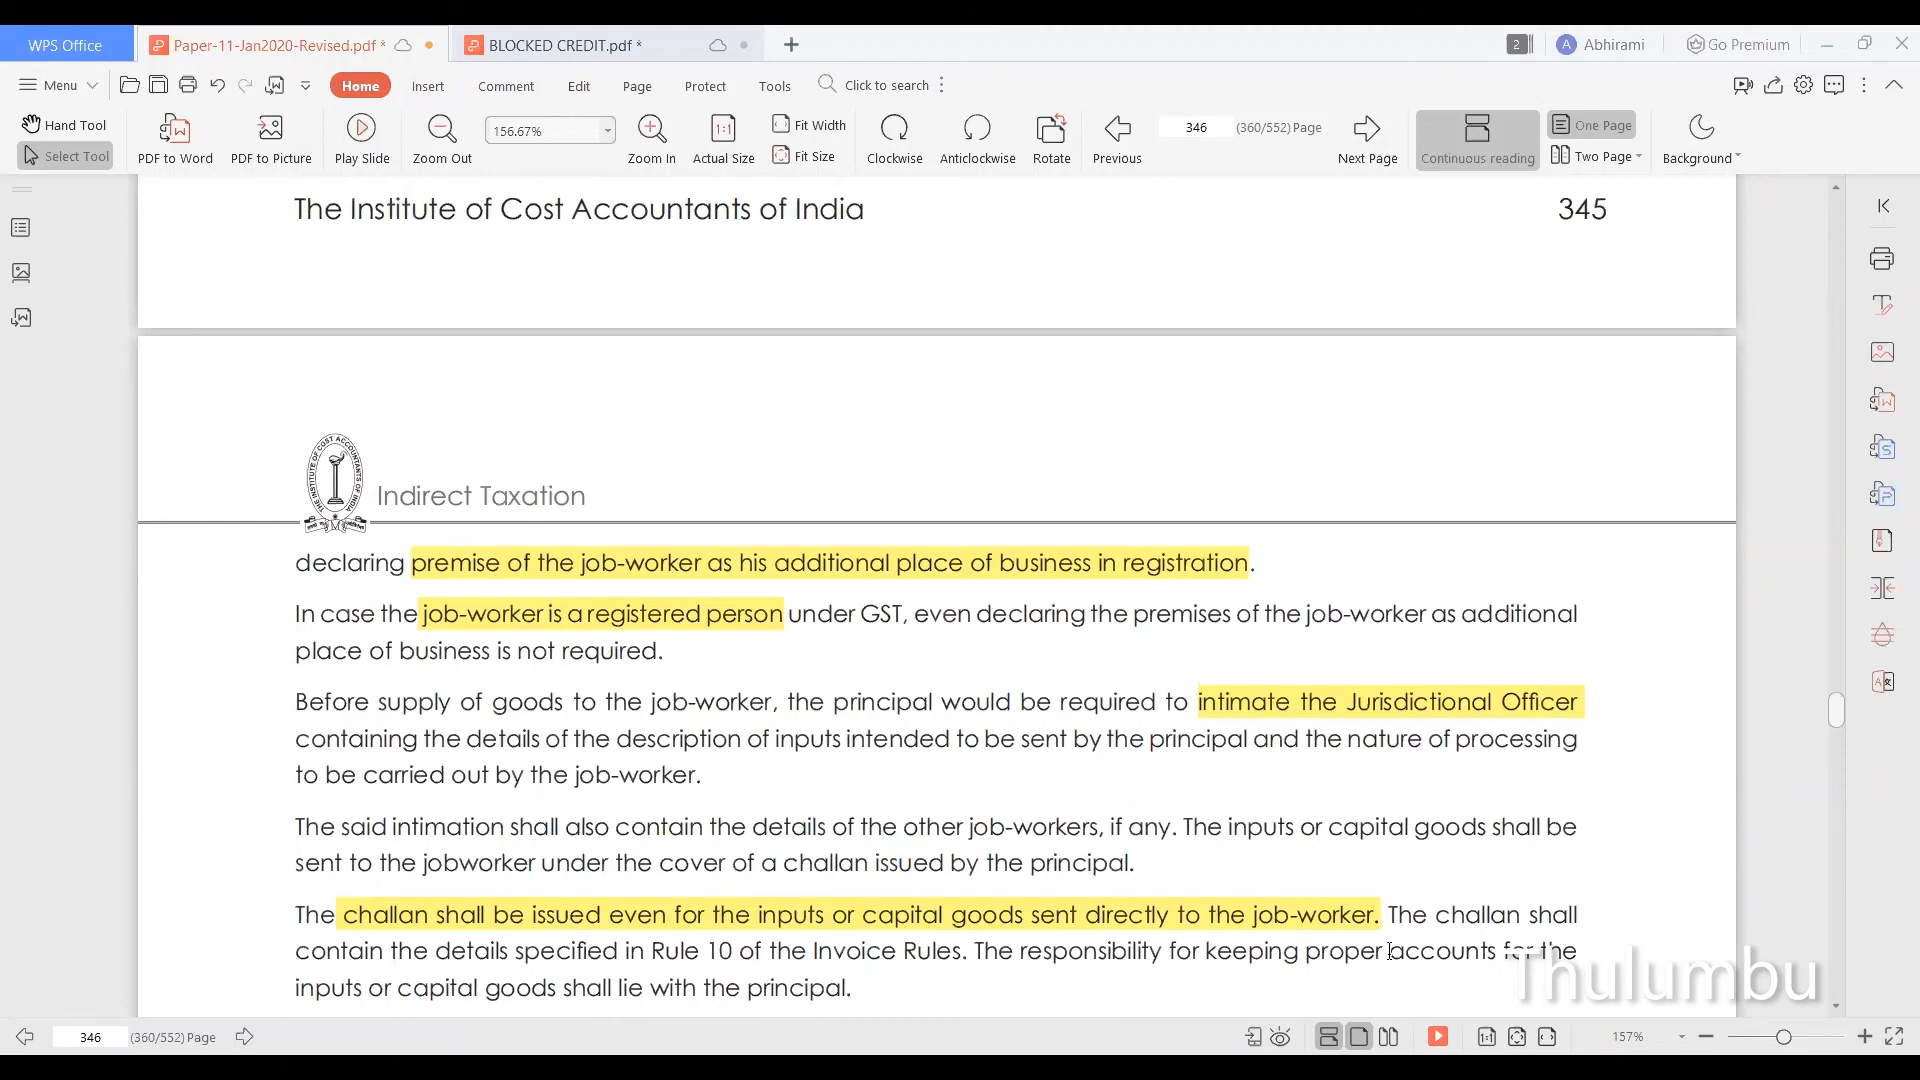 WPS Office
Paper-11-Jan2020-Revised.pdf *
BLOCKED CREDIT.pdf *
2
A Abhirami
Go Premium
Menu
Home
Insert
Comment
Edit
Page
Protect
Tools
Click to search
Hand Tool
Select Tool
PDF to Word
PDF to Picture
Play Slide
Zoom Out
156.67%
Zoom In
1:1
Actual Size
Fit Width
Fit Size
Clockwise
Anticlockwise
Rotate
Previous
346 (360/552) Page
Next Page
Continuous reading
One Page
Two Page
Background
The Institute of Cost Accountants of India 345
THE INSTITUTE OF COST ACCOUNTANTS OF INDIA
Indirect Taxation
declaring premise of the job-worker as his additional place of business in registration.
In case the job-worker is a registered person under GST, even declaring the premises of the job-worker as additional
place of business is not required.
Before supply of goods to the job-worker, the principal would be required to intimate the Jurisdictional Officer
containing the details of the description of inputs intended to be sent by the principal and the nature of processing
to be carried out by the job-worker.
The said intimation shall also contain the details of the other job-workers, if any. The inputs or capital goods shall be
sent to the jobworker under the cover of a challan issued by the principal.
The challan shall be issued even for the inputs or capital goods sent directly to the job-worker. The challan shall
contain the details specified in Rule 10 of the Invoice Rules. The responsibility for keeping proper accounts for the
inputs or capital goods shall lie with the principal.
Thulumbu
346 (360/552) Page
157%